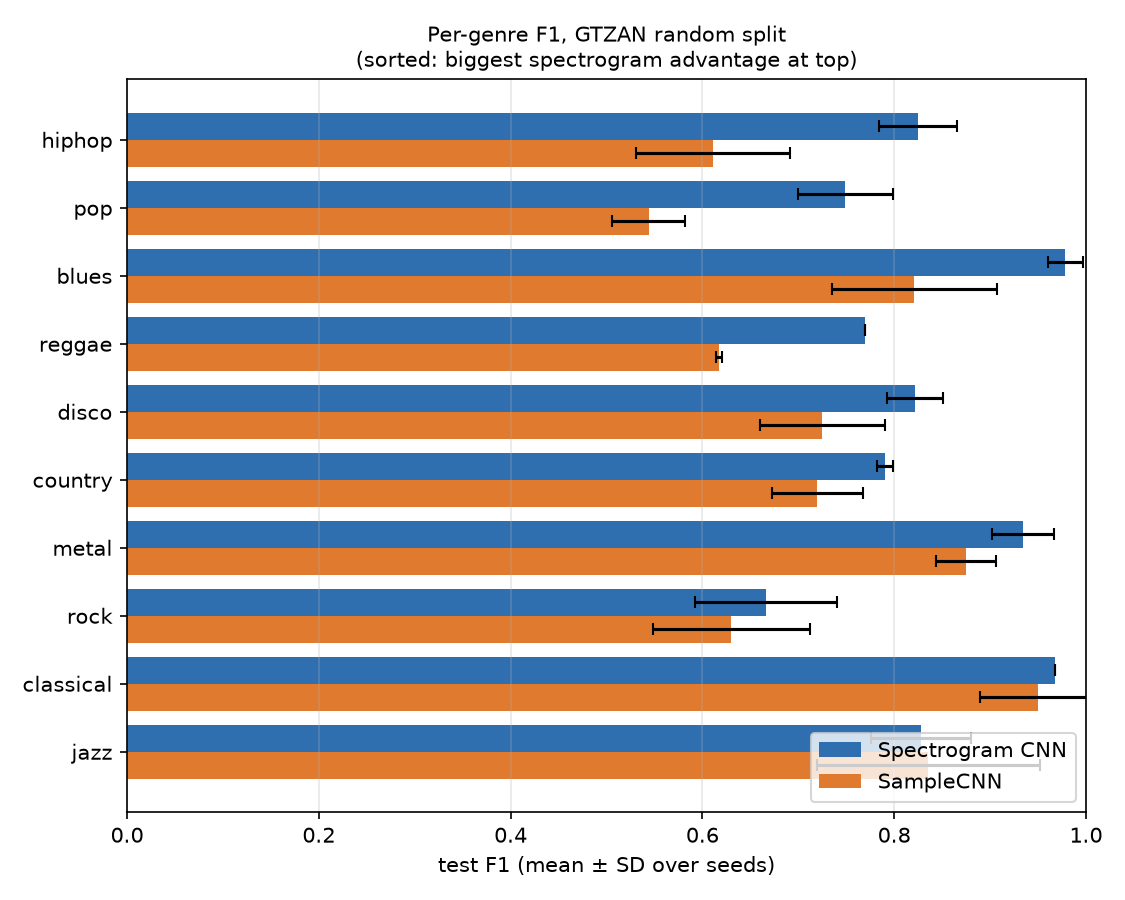 Per-genre F1, GTZAN random split
(sorted: biggest spectrogram advantage at top)
hiphop
pop
blues
reggae
disco
country
metal
rock
classical
jazz
Spectrogram CNN
SampleCNN
0.0 0.2 0.4 0.6 0.8 1.0
test F1 (mean ± SD over seeds)